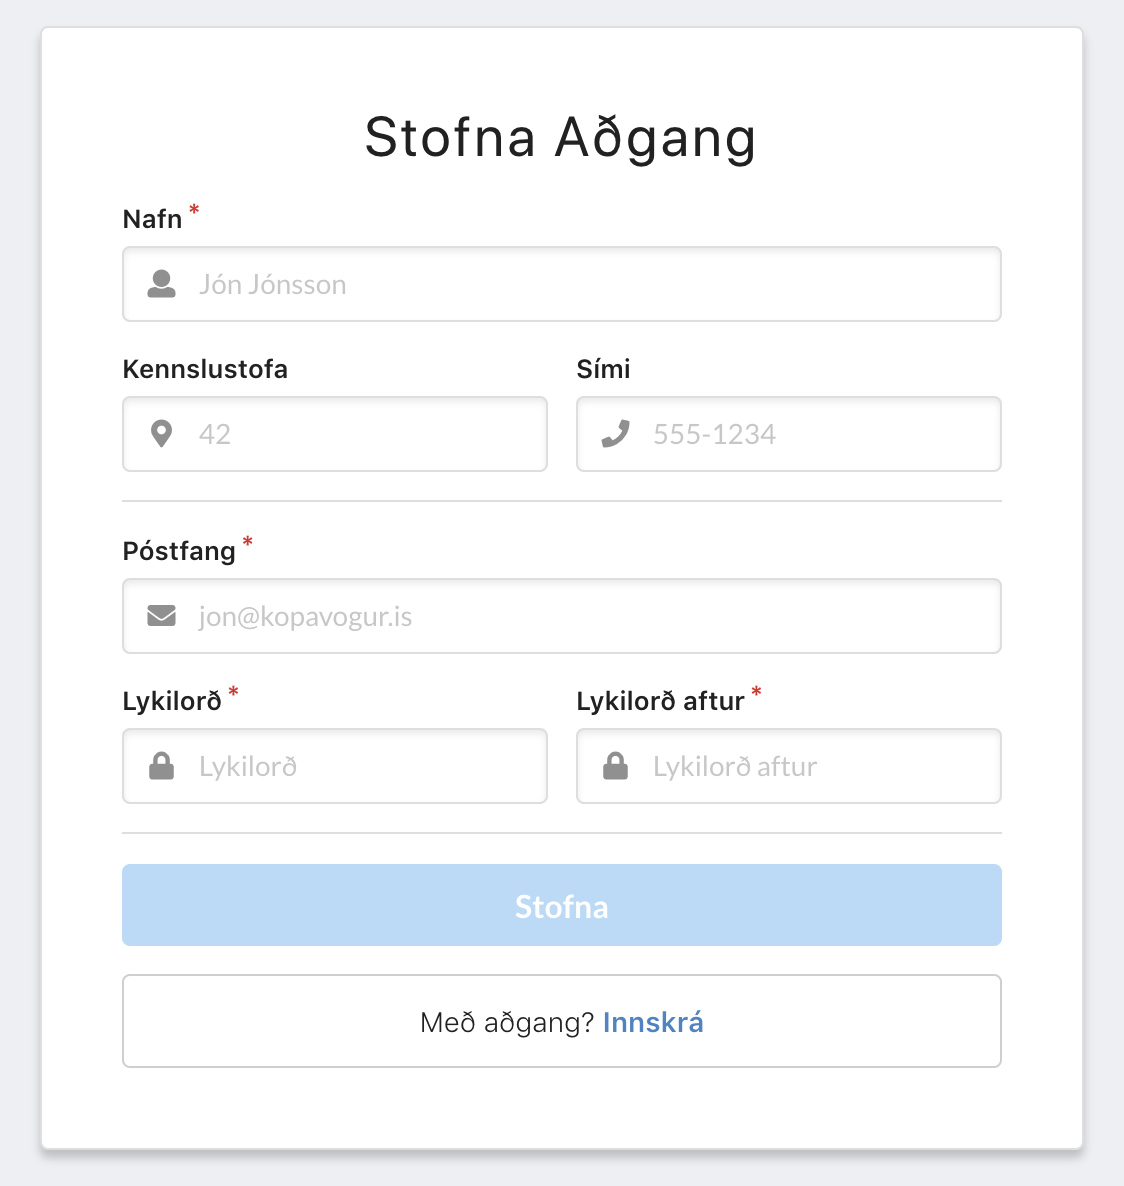 Stofna Aðgang
Nafn *
Jón Jónsson
Kennslustofa
Sími
42
555-1234
Póstfang *
jon@kopavogur.is
Lykilorð *
Lykilorð aftur *
Lykilorð
Lykilorð aftur
Stofna
Með aðgang? Innskrá